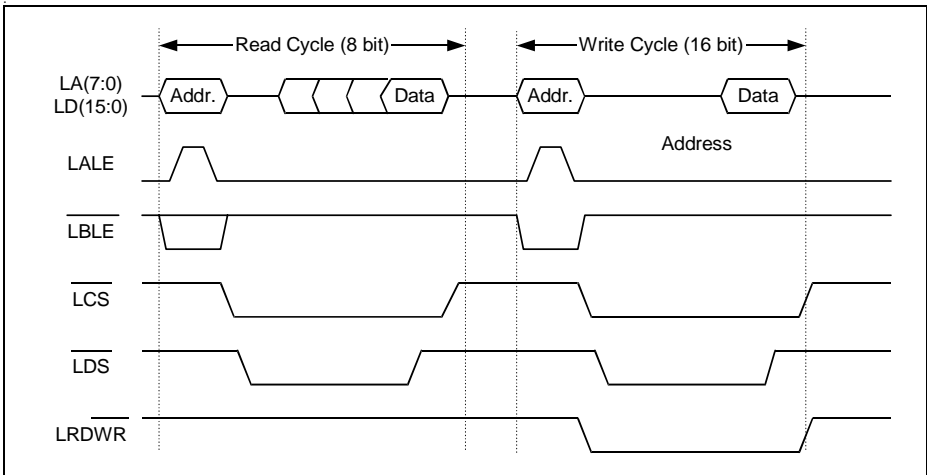 Read Cycle (8 bit) Write Cycle (16 bit)
LA(7:0)
LD(15:0)
Addr. Data Addr. Data
Address
LALE
LBLE
LCS
LDS
LRDWR